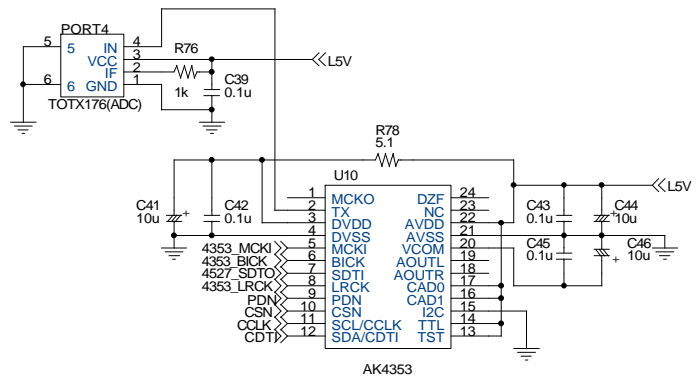 PORT4
5 5 IN 4
VCC 3
IF 2
6 6 GND 1
TOTX176(ADC)
R76
1k
C39
0.1u
L5V
R78
5.1
U10
C41
10u
+
C42
0.1u
1 MCKO DZF 24
2 TX NC 23
3 DVDD AVDD 22
4 DVSS AVSS 21
4353_MCKI 5 MCKI VCOM 20
4353_BICK 6 BICK AOUTL 19
4527_SDTO 7 SDTI AOUTR 18
4353_LRCK 8 LRCK CAD0 17
PDN 9 PDN CAD1 16
CSN 10 CSN I2C 15
CCLK 11 SCL/CCLK TTL 14
CDTI 12 SDA/CDTI TST 13
AK4353
L5V
C43
0.1u
+
C44
10u
C45
0.1u
+
C46
10u